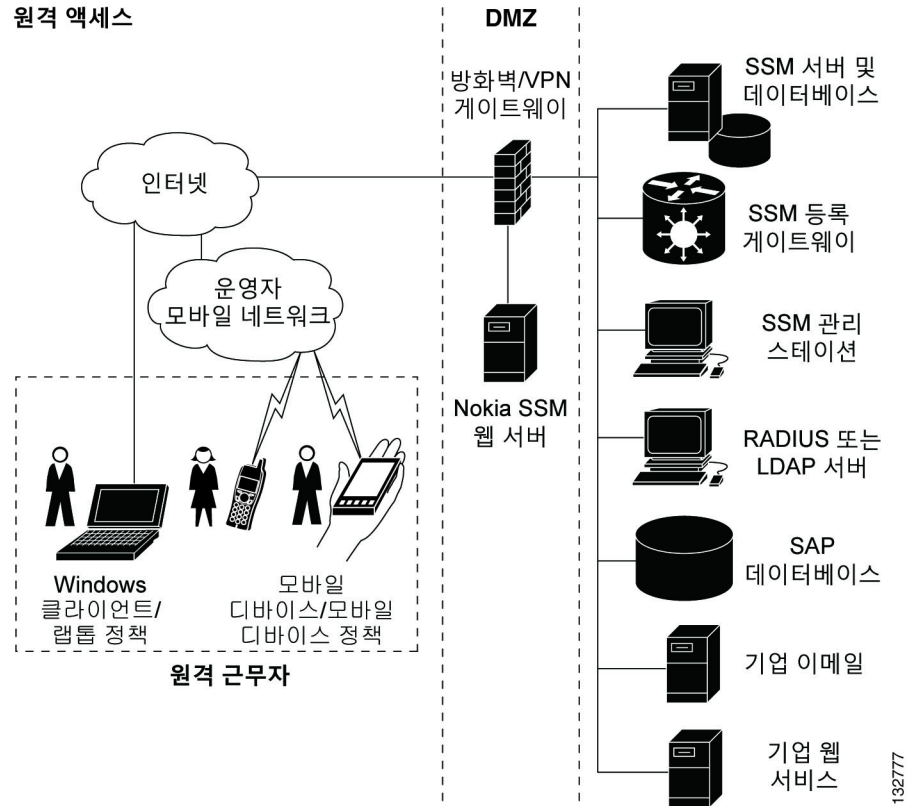 원격 액세스
DMZ
방화벽/VPN
게이트웨이
SSM 서버 및
데이터베이스
인터넷
SSM 등록
게이트웨이
운영자
모바일 네트워크
SSM 관리
스테이션
Nokia SSM
웹 서버
RADIUS 또는
LDAP 서버
Windows
클라이언트/
랩톱 정책
모바일
디바이스/모바일
디바이스 정책
SAP
데이터베이스
원격 근무자
기업 이메일
기업 웹
서비스
132777